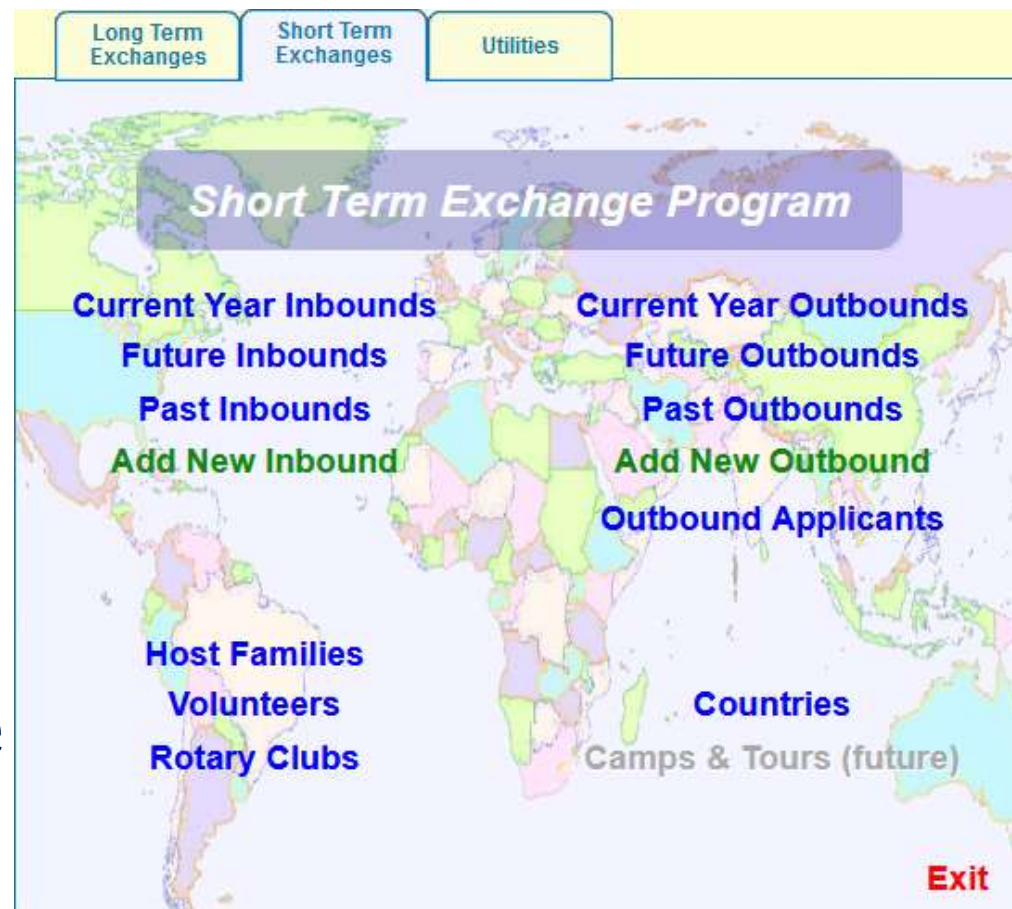 Long Term
Exchanges
Short Term
Exchanges
Utilities
Short Term Exchange Program
Current Year Inbounds
Current Year Outbounds
Future Inbounds
Future Outbounds
Past Inbounds
Past Outbounds
Add New Inbound
Add New Outbound
Outbound Applicants
Host Families
Volunteers
Countries
Rotary Clubs
Camps & Tours (future)
Exit